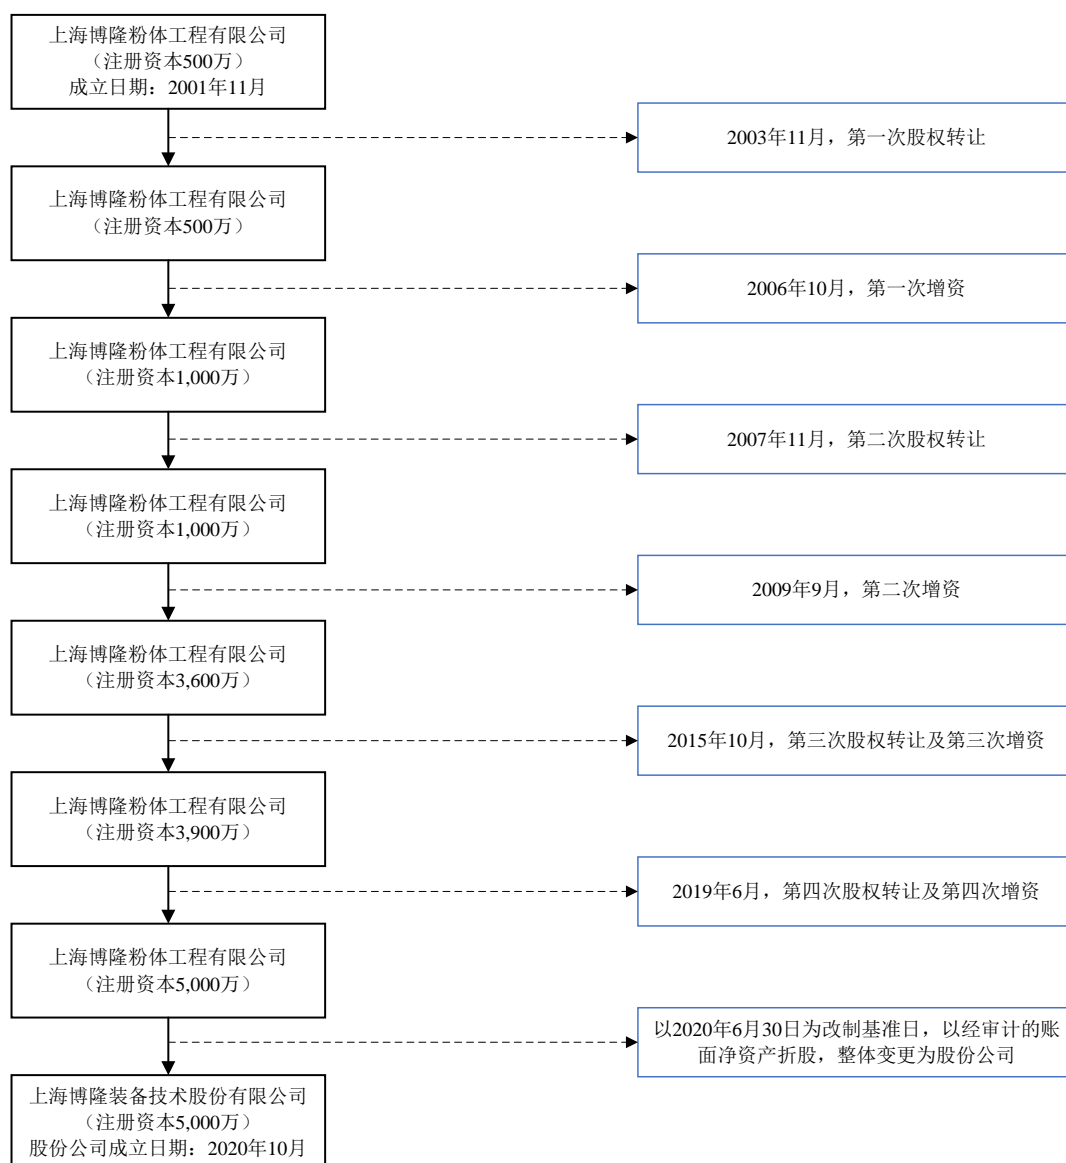 上海博隆粉体工程有限公司
（注册资本500万）
成立日期：2001年11月
2003年11月，第一次股权转让
上海博隆粉体工程有限公司
（注册资本500万）
2006年10月，第一次增资
上海博隆粉体工程有限公司
（注册资本1,000万）
2007年11月，第二次股权转让
上海博隆粉体工程有限公司
（注册资本1,000万）
2009年9月，第二次增资
上海博隆粉体工程有限公司
（注册资本3,600万）
2015年10月，第三次股权转让及第三次增资
上海博隆粉体工程有限公司
（注册资本3,900万）
2019年6月，第四次股权转让及第四次增资
上海博隆粉体工程有限公司
（注册资本5,000万）
以2020年6月30日为改制基准日，以经审计的账
面净资产折股，整体变更为股份公司
上海博隆装备技术股份有限公司
（注册资本5,000万）
股份公司成立日期：2020年10月